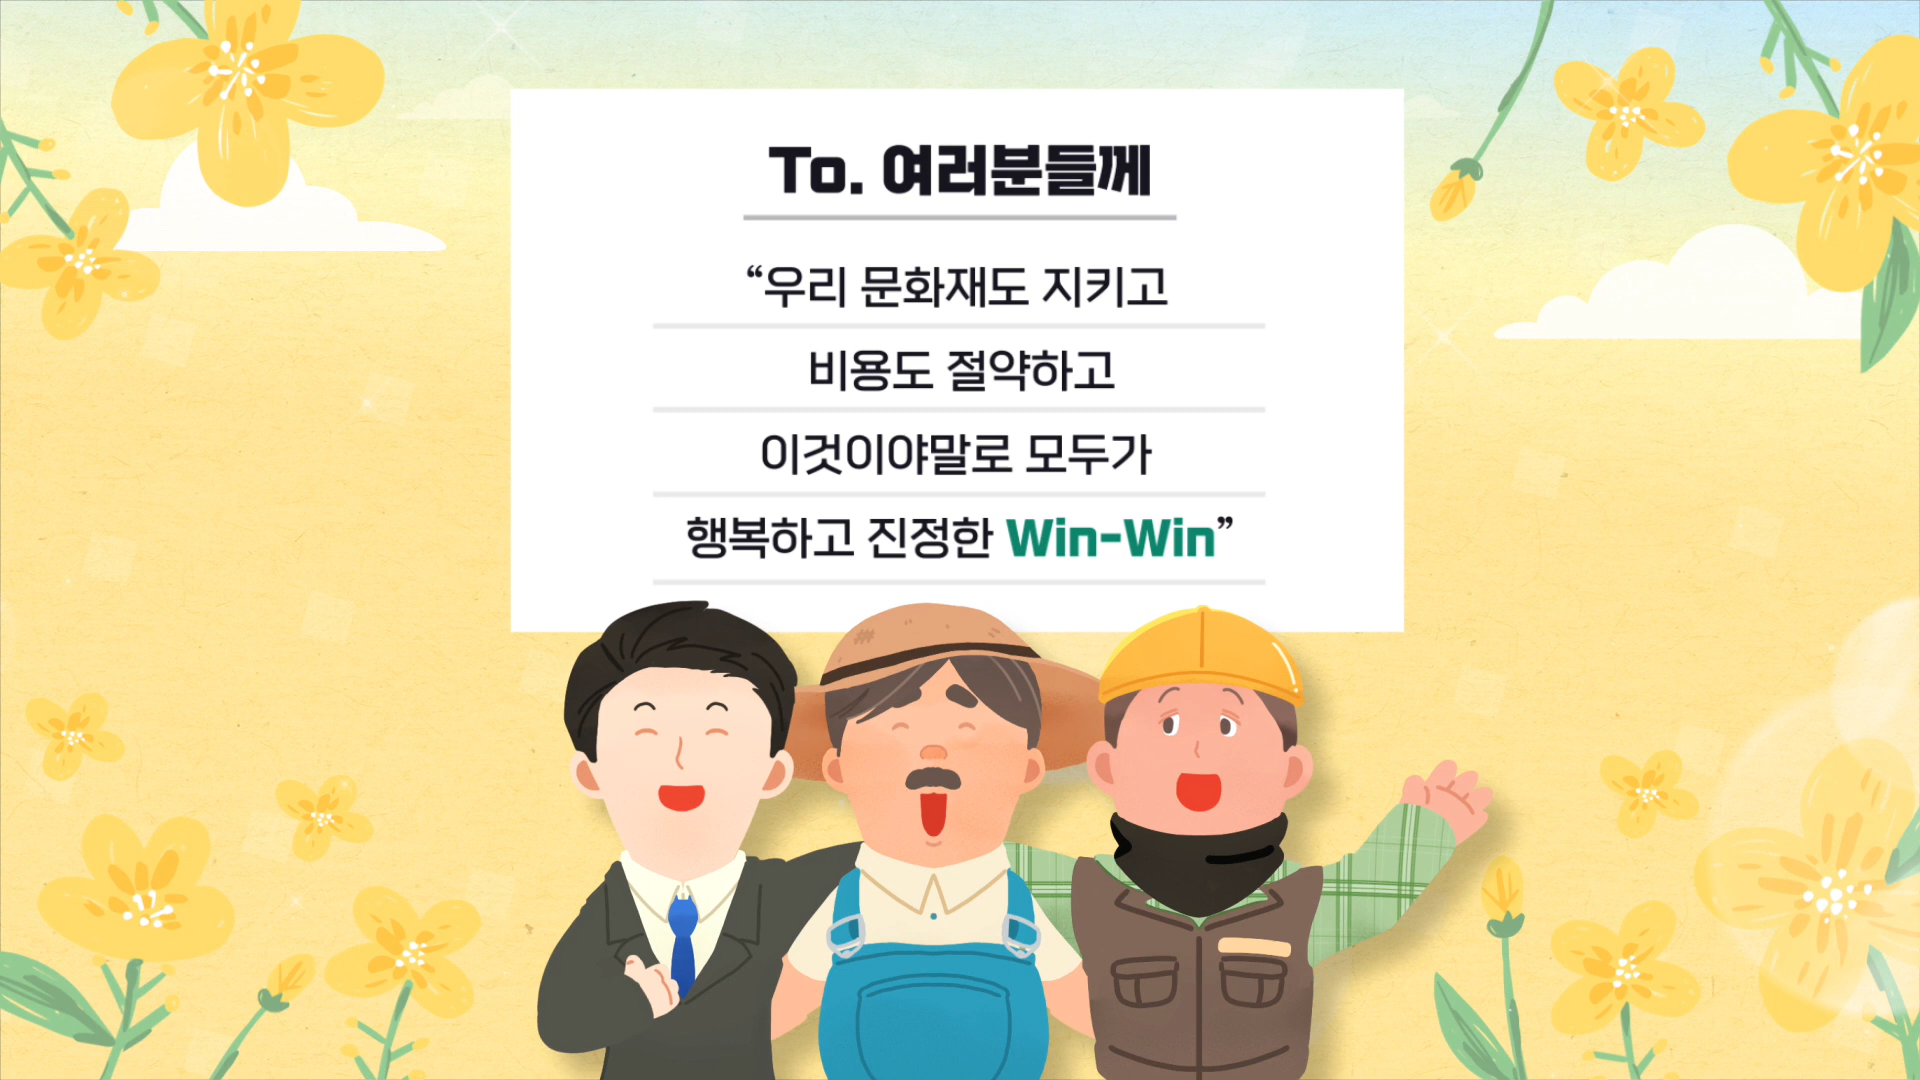 To. 여러분들께
“우리 문화재도 지키고
비용도 절약하고
이것이야말로 모두가
행복하고 진정한 Win-Win”